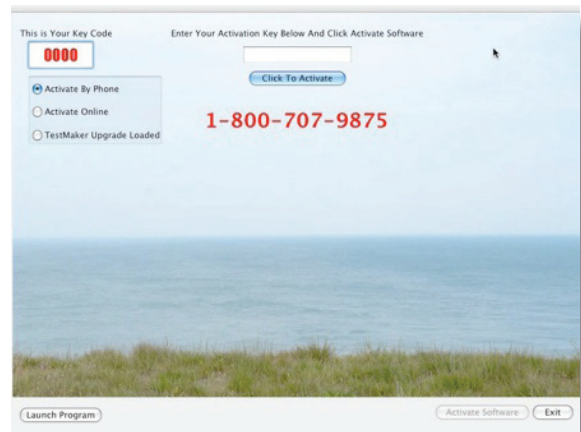 This is Your Key Code
0000
Enter Your Activation Key Below And Click Activate Software
Click To Activate
Activate By Phone
Activate Online
TestMaker Upgrade Loaded
1-800-707-9875
Launch Program
Activate Software
Exit